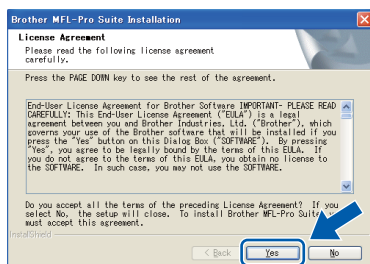 Brother MFL-Pro Suite Installation
License Agreement
Please read the following license agreement
carefully.
Press the PAGE DOWN key to see the rest of the agreement.
End-User License Agreement for Brother Software IMPORTANT- PLEASE READ
CAREFULLY: This End-User License Agreement ("EULA") is a legal
agreement between you and Brother Industries, Ltd. ("Brother"), which
governs your use of the Brother software that will be installed if you
press the "Yes" button on this Dialog Box ("SOFTWARE"). By pressing
"Yes", you agree to be legally bound by the terms of this EULA. If
you do not agree to the terms of this EULA, you obtain no license to
the SOFTWARE. In such case, you may not use the SOFTWARE.
Do you accept all the terms of the preceding License Agreement? If you
select No, the setup will close. To install Brother MFL-Pro Suite,
must accept this agreement.
InstallShield
< Back
Yes
No